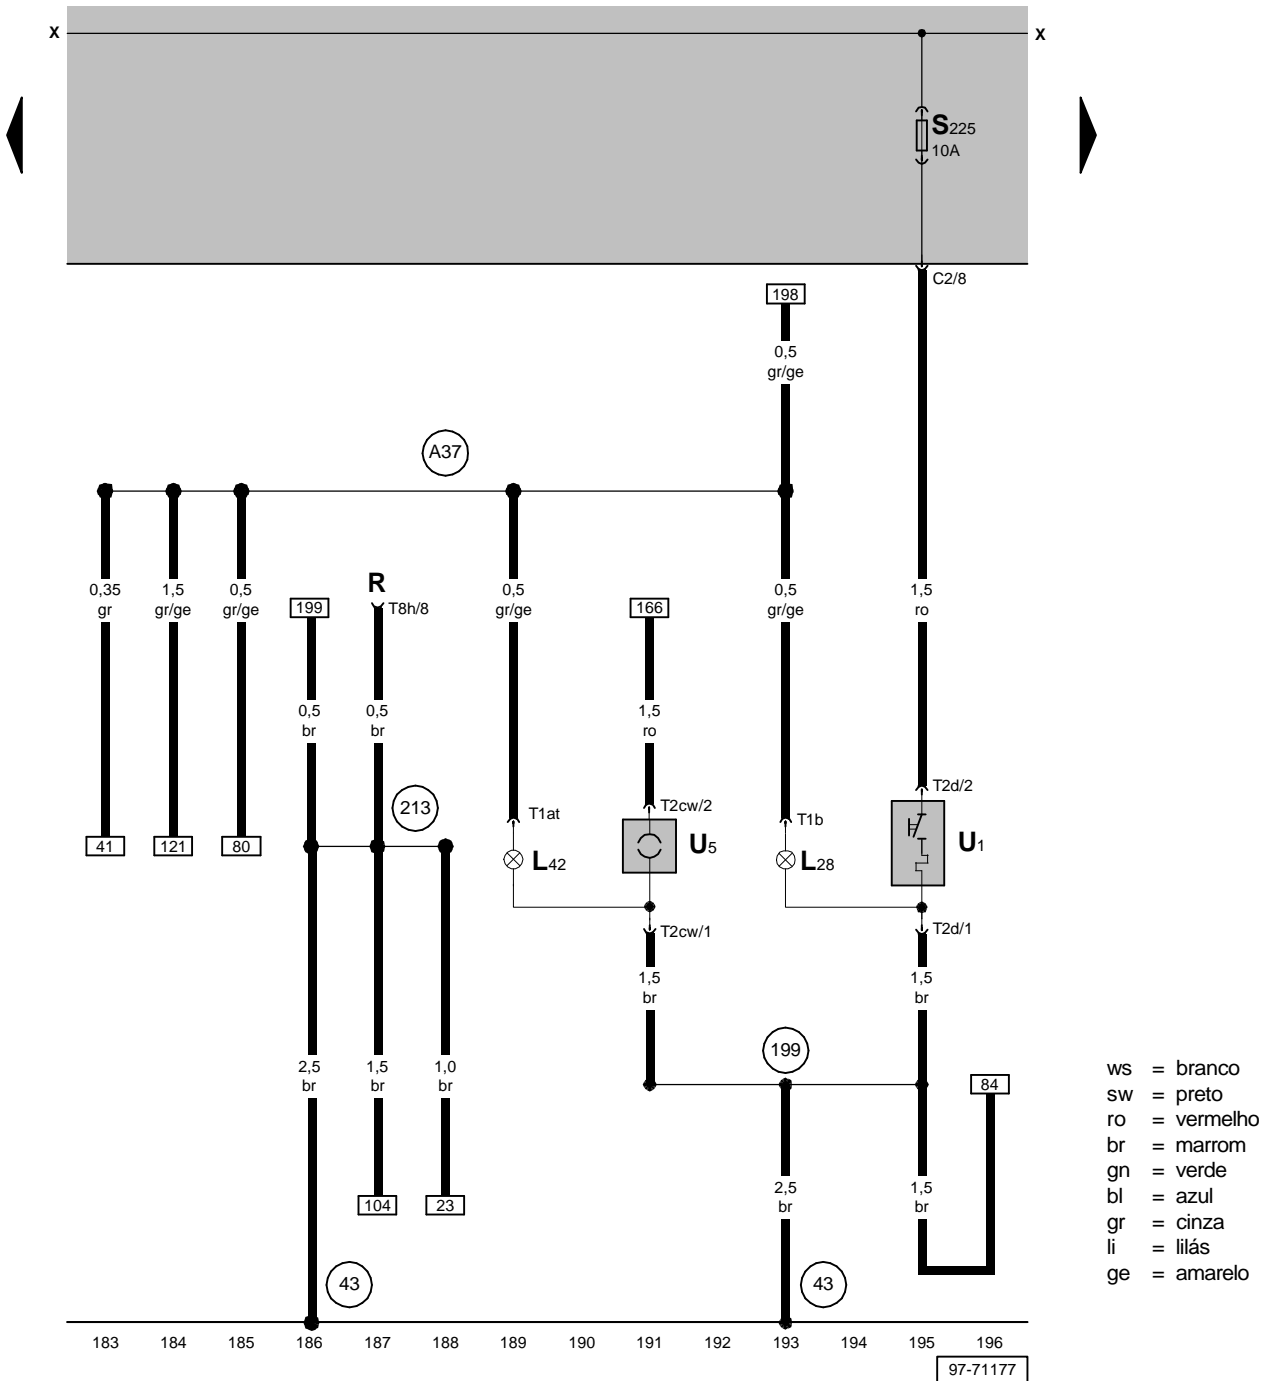 X X
S225
10A
C2/8
198
0,5
gr/ge
A37
0,35
gr
1,5
gr/ge
0,5
gr/ge
199
R
T8h/8
0,5
gr/ge
166
0,5
gr/ge
1,5
ro
0,5
br
0,5
br
1,5
ro
213
T1at
T2cw/2
T1b
T2d/2
41
121
80
L42
U5
L28
U1
T2cw/1
T2d/1
1,5
br
1,5
br
199
2,5
br
1,5
br
1,0
br
84
104
23
2,5
br
1,5
br
43
43
ws = branco
sw = preto
ro = vermelho
br = marrom
gn = verde
bl = azul
gr = cinza
li = lilás
ge = amarelo
183 184 185 186 187 188 189 190 191 192 193 194 195 196
97-71177